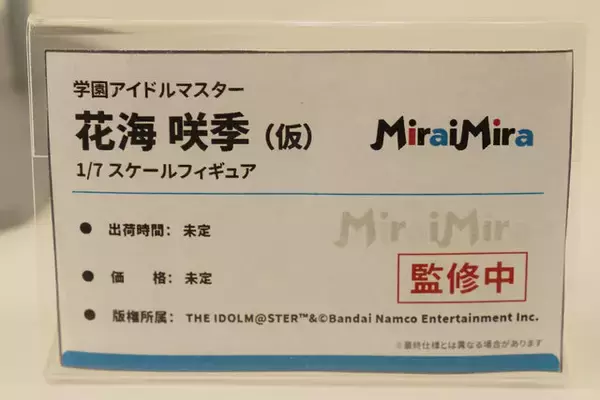 学園アイドルマスター
花海 咲季（仮）
MiraiMira
1/7 スケールフィギュア
● 出荷時間： 未定
MiraiMira
● 価　　格： 未定
監修中
● 版権所属： THE IDOLM@STER™&©Bandai Namco Entertainment Inc.
※最終仕様とは異なる場合があります